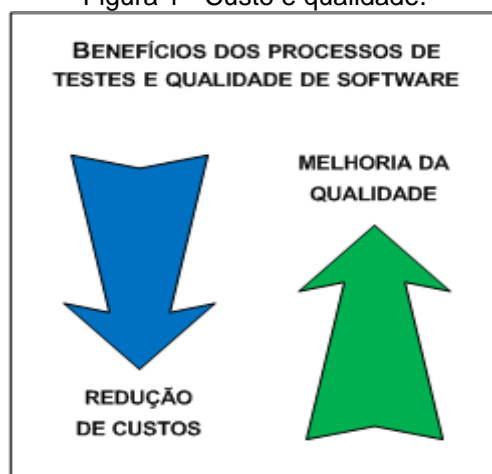 Figura 1 - Custo e qualidade.
BENEFÍCIOS DOS PROCESSOS DE
TESTES E QUALIDADE DE SOFTWARE
MELHORIA DA
QUALIDADE
REDUÇÃO
DE CUSTOS